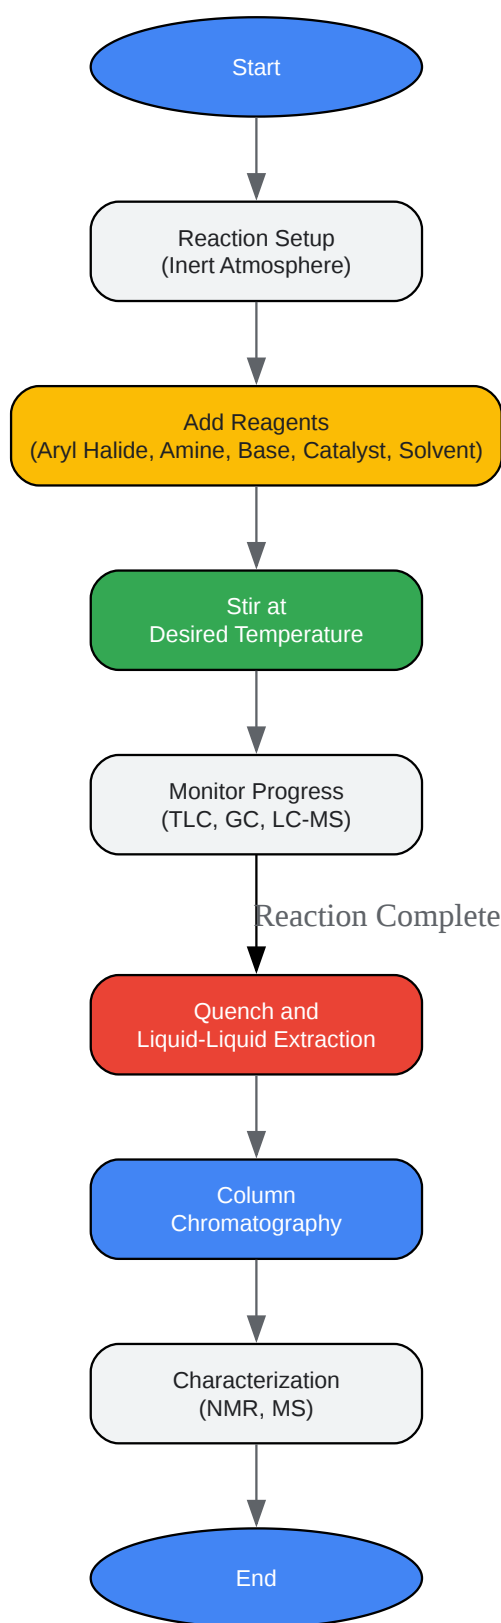 Start
Reaction Setup
(Inert Atmosphere)
Add Reagents
(Aryl Halide, Amine, Base, Catalyst, Solvent)
Stir at
Desired Temperature
Monitor Progress
(TLC, GC, LC-MS)
Reaction Complete
Quench and
Liquid-Liquid Extraction
Column
Chromatography
Characterization
(NMR, MS)
End